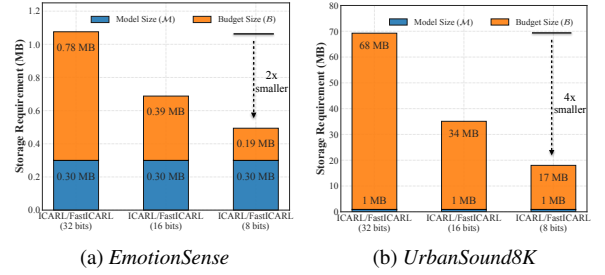 Model Size (M) Budget Size (B)
Storage Requirement (MB)
1.2
1.0
0.8
0.6
0.4
0.2
0.0
0.78 MB
0.39 MB
0.19 MB
0.30 MB
0.30 MB
0.30 MB
2x
smaller
ICARL/FastICARL
(32 bits)
ICARL/FastICARL
(16 bits)
ICARL/FastICARL
(8 bits)
(a) EmotionSense
Model Size (M) Budget Size (B)
Storage Requirement (MB)
80
70
60
50
40
30
20
10
0
68 MB
34 MB
17 MB
1 MB
1 MB
1 MB
4x
smaller
ICARL/FastICARL
(32 bits)
ICARL/FastICARL
(16 bits)
ICARL/FastICARL
(8 bits)
(b) UrbanSound8K